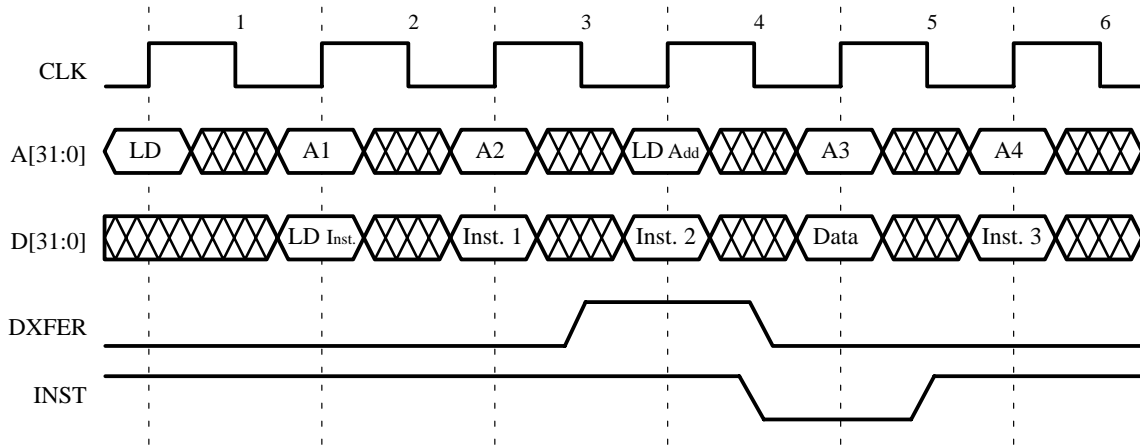 1 2 3 4 5 6
CLK
A[31:0] LD A1 A2 LD Add A3 A4
D[31:0] LD Inst. Inst. 1 Inst. 2 Data Inst. 3
DXFER
INST